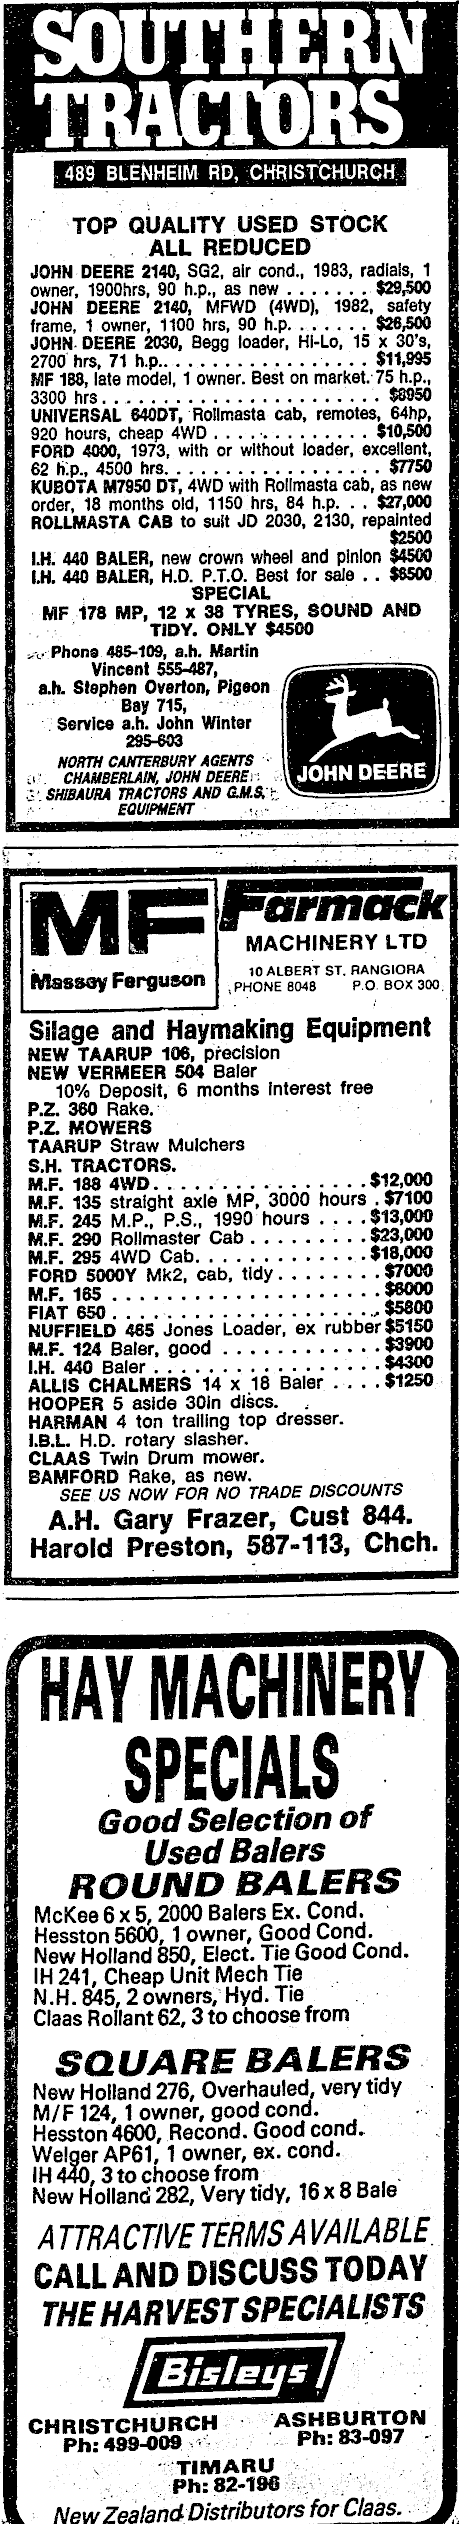 SOUTHERN
TRACTORS
489 BLENHEIM RD, CHRISTCHURCH
TOP QUALITY USED STOCK
ALL REDUCED
JOHN DEERE 2140, SG2, air cond., 1983, radials, 1
owner, 1900hrs, 90 h.p., as new . . . . . . . $29,500
JOHN DEERE 2140, MFWD (4WD), 1982, safety
frame, 1 owner, 1100 hrs, 90 h.p. . . . . . . $26,500
JOHN DEERE 2030, Begg loader, Hi-Lo, 15 x 30's,
2700 hrs, 71 h.p. . . . . . . . . . . . . . . . . . $11,995
MF 188, late model, 1 owner. Best on market. 75 h.p.,
3300 hrs . . . . . . . . . . . . . . . . . . . . . . . $8950
UNIVERSAL 640DT, Rollmasta cab, remotes, 64hp,
920 hours, cheap 4WD . . . . . . . . . . . . $10,500
FORD 4000, 1973, with or without loader, excellent,
62 h.p., 4500 hrs. . . . . . . . . . . . . . . . . . $7750
KUBOTA M7950 DT, 4WD with Rollmasta cab, as new
order, 18 months old, 1150 hrs, 84 h.p. . . $27,000
ROLLMASTA CAB to suit JD 2030, 2130, repainted
$2500
I.H. 440 BALER, new crown wheel and pinion $4500
I.H. 440 BALER, H.D. P.T.O. Best for sale . . $6500
SPECIAL
MF 178 MP, 12 x 38 TYRES, SOUND AND
TIDY. ONLY $4500
Phone 485-109, a.h. Martin
Vincent 555-487,
a.h. Stephen Overton, Pigeon
Bay 715,
Service a.h. John Winter
295-603
NORTH CANTERBURY AGENTS
CHAMBERLAIN, JOHN DEERE
SHIBAURA TRACTORS AND G.M.S.
EQUIPMENT
JOHN DEERE
MF
Massey Ferguson
Farmack
MACHINERY LTD
10 ALBERT ST. RANGIORA
PHONE 8048 P.O. BOX 300
Silage and Haymaking Equipment
NEW TAARUP 106, precision
NEW VERMEER 504 Baler
10% Deposit, 6 months interest free
P.Z. 360 Rake.
P.Z. MOWERS
TAARUP Straw Mulchers
S.H. TRACTORS.
M.F. 188 4WD . . . . . . . . . . . . . . . . $12,000
M.F. 135 straight axle MP, 3000 hours . $7100
M.F. 245 M.P., P.S., 1990 hours . . . . $13,000
M.F. 290 Rollmaster Cab . . . . . . . . . $23,000
M.F. 295 4WD Cab. . . . . . . . . . . . . . $18,000
FORD 5000Y Mk2, cab, tidy . . . . . . . . $7000
M.F. 165 . . . . . . . . . . . . . . . . . . . . . $6000
FIAT 650 . . . . . . . . . . . . . . . . . . . . . $5800
NUFFIELD 465 Jones Loader, ex rubber $5150
M.F. 124 Baler, good . . . . . . . . . . . . $3900
I.H. 440 Baler . . . . . . . . . . . . . . . . . $4300
ALLIS CHALMERS 14 x 18 Baler . . . . $1250
HOOPER 5 aside 30in discs.
HARMAN 4 ton trailing top dresser.
I.B.L. H.D. rotary slasher.
CLAAS Twin Drum mower.
BAMFORD Rake, as new.
SEE US NOW FOR NO TRADE DISCOUNTS
A.H. Gary Frazer, Cust 844.
Harold Preston, 587-113, Chch.
HAY MACHINERY
SPECIALS
Good Selection of
Used Balers
ROUND BALERS
McKee 6 x 5, 2000 Balers Ex. Cond.
Hesston 5600, 1 owner, Good Cond.
New Holland 850, Elect. Tie Good Cond.
IH 241, Cheap Unit Mech Tie
N.H. 845, 2 owners, Hyd. Tie
Claas Rollant 62, 3 to choose from
SQUARE BALERS
New Holland 276, Overhauled, very tidy
M/F 124, 1 owner, good cond.
Hesston 4600, Recond. Good cond.
Welger AP61, 1 owner, ex. cond.
IH 440, 3 to choose from
New Holland 282, Very tidy, 16 x 8 Bale
ATTRACTIVE TERMS AVAILABLE
CALL AND DISCUSS TODAY
THE HARVEST SPECIALISTS
Bisleys
CHRISTCHURCH ASHBURTON
Ph: 499-009 Ph: 83-097
TIMARU
Ph: 82-196
New Zealand Distributors for Claas.